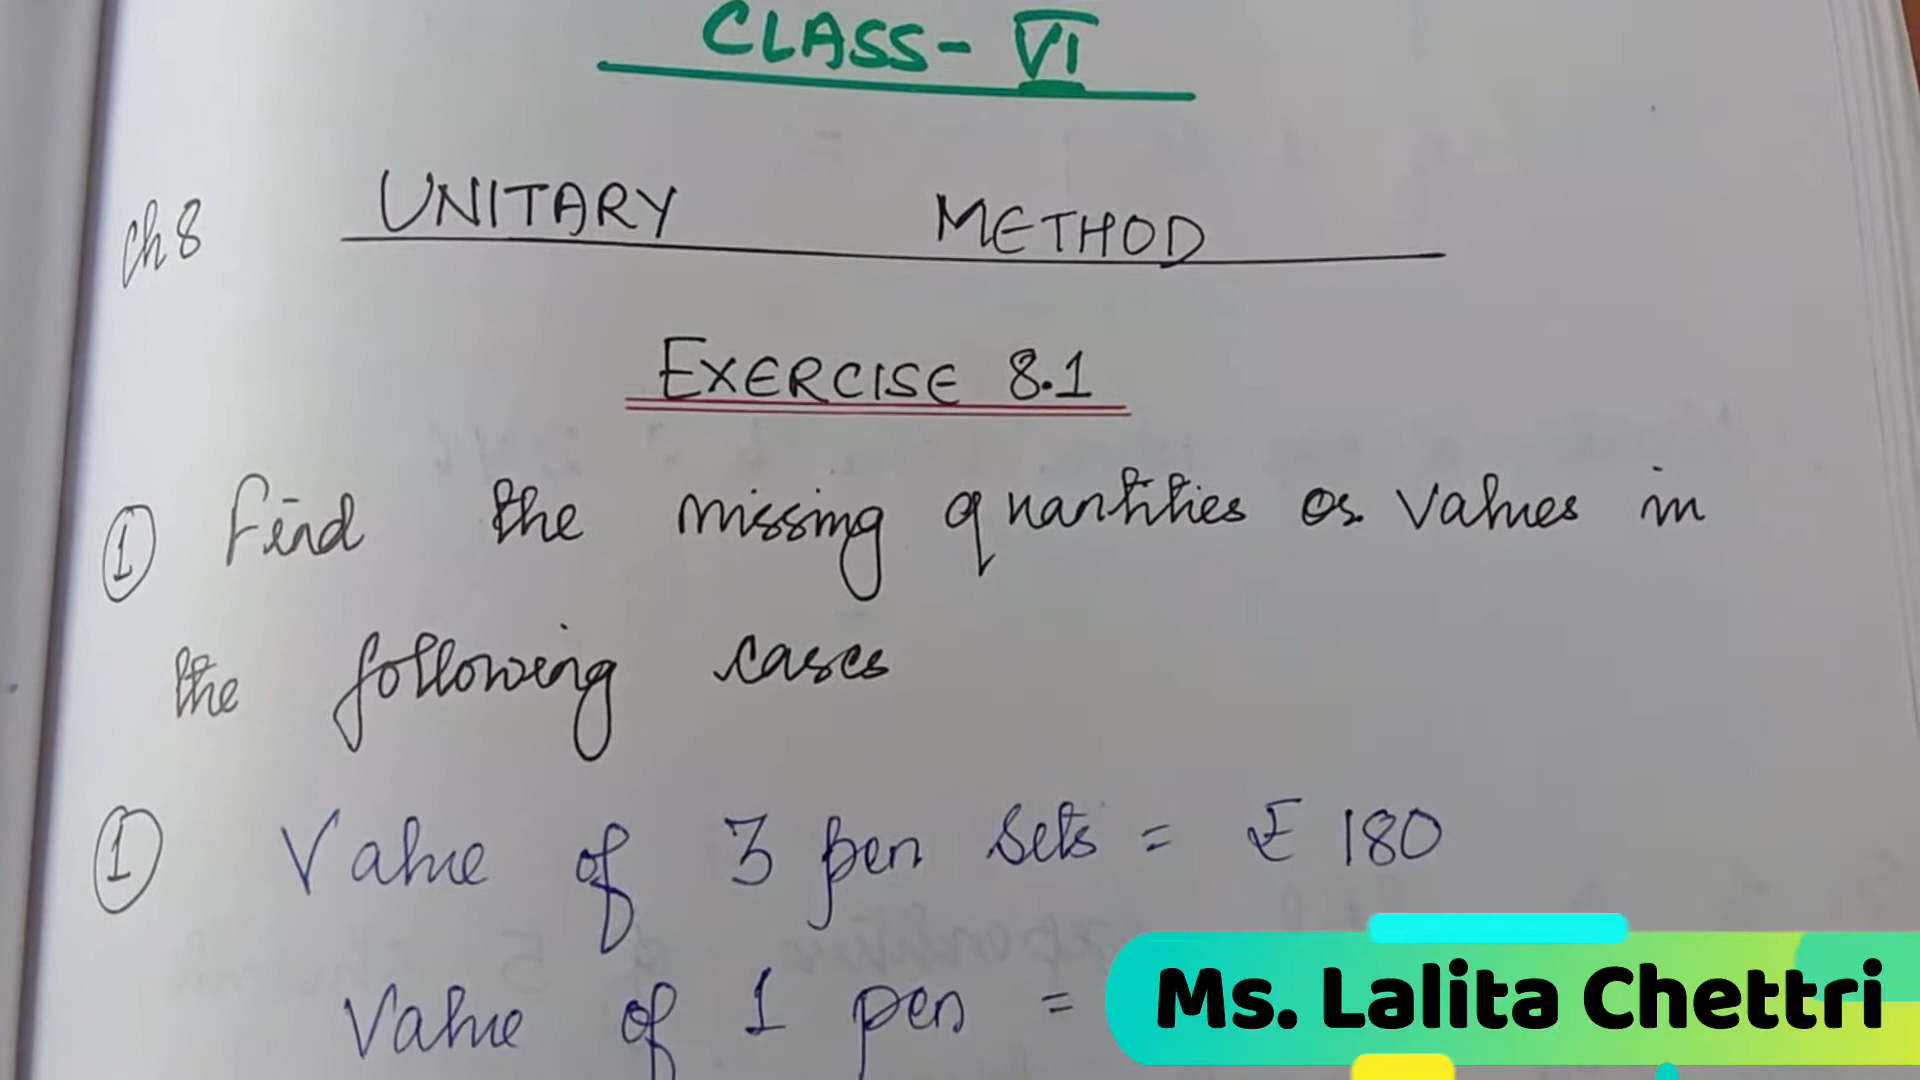 CLASS- VI
Ch 8 UNITARY METHOD
EXERCISE 8.1
① Find the missing quantities or values in
the following cases
① Value of 3 pen sets = ₹ 180
Value of 1 pen =
Ms. Lalita Chettri